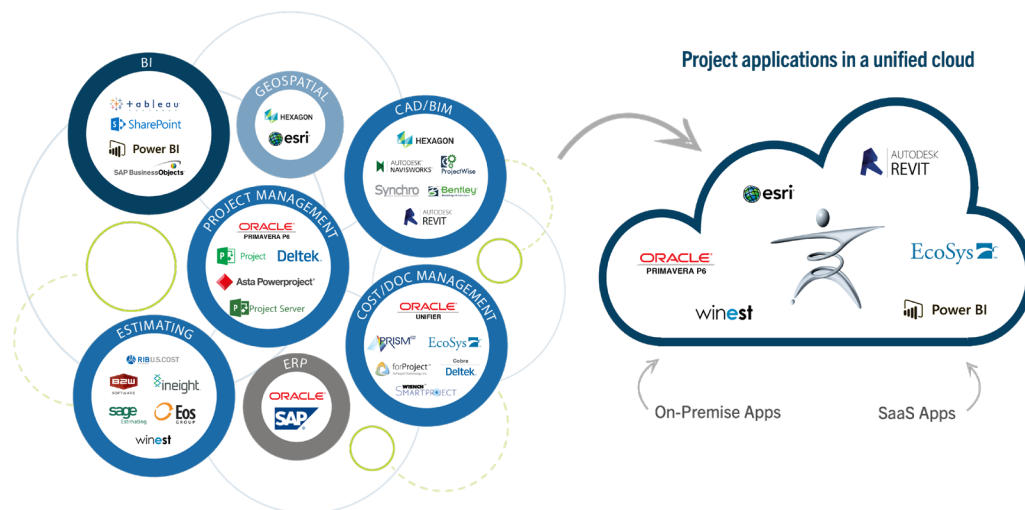 Project applications in a unified cloud
BI
tableau
SharePoint
Power BI
SAP BusinessObjects
GEOSPATIAL
HEXAGON
esri
CAD/BIM
HEXAGON
AUTODESK
NAVISWORKS
ProjectWise
Synchro
Bentley
AUTODESK
REVIT
PROJECT MANAGEMENT
ORACLE
PRIMAVERA P6
Project
Deltek
Asta Powerproject
Project Server
COST/DOC MANAGEMENT
ORACLE
UNIFIER
PRISM
EcoSys
forProject
Cobra
Deltek
WRENCH
SMARTPROJECT
ESTIMATING
RIB U.S.COST
B2W
SOFTWARE
ineight
sage
Estimating
Eos
GROUP
winest
ERP
ORACLE
SAP
AUTODESK
REVIT
esri
ORACLE
PRIMAVERA P6
EcoSys
winest
Power BI
On-Premise Apps
SaaS Apps